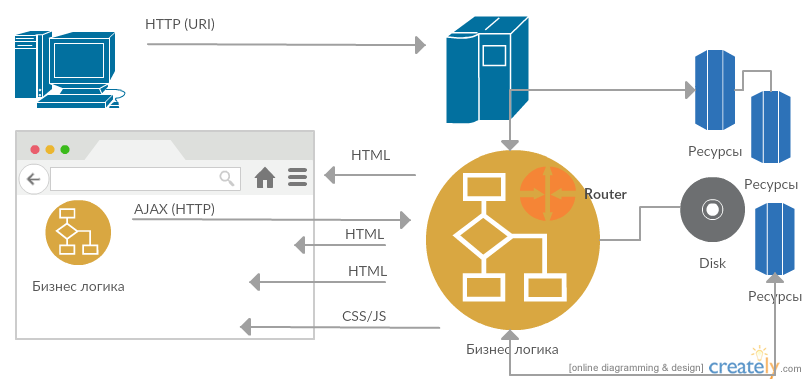 HTTP (URI)
Ресурсы
HTML
Ресурсы
Router
AJAX (HTTP)
HTML
Disk
HTML
Бизнес логика
Ресурсы
CSS/JS
Бизнес логика
[online diagramming & design] creately.com